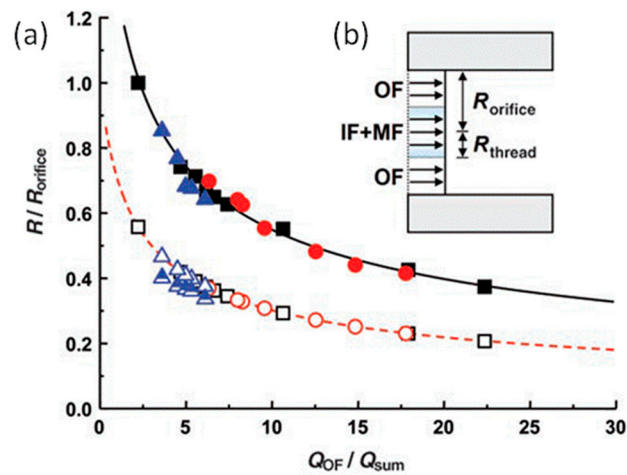 (a)
R / Rorifice
1.2
1.0
0.8
0.6
0.4
0.2
0.0
0 5 10 15 20 25 30
QOF / Qsum
(b)
OF
IF+MF
OF
Rorifice
Rthread